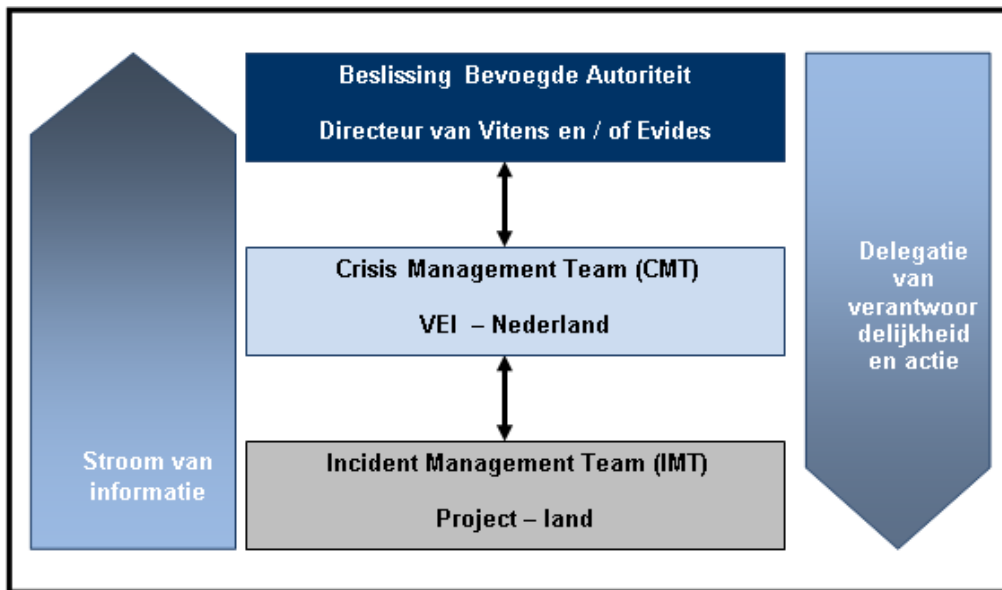 Beslissing Bevoegde Autoriteit
Directeur van Vitens en / of Evides
Crisis Management Team (CMT)
VEI – Nederland
Incident Management Team (IMT)
Project – land
Stroom van
informatie
Delegatie
van
verantwoor
delijkheid
en actie